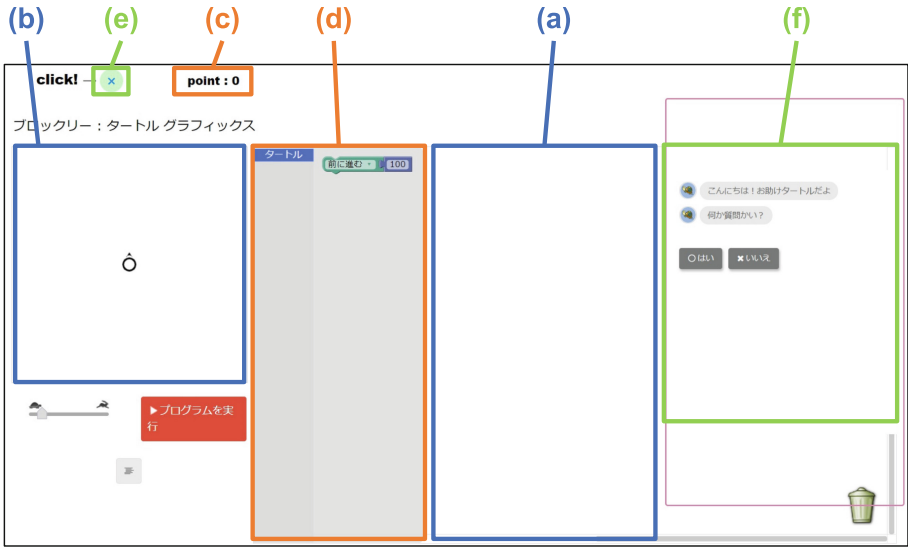 (b) (e) (c) (d) (a) (f)
click! → × point : 0
ブロックリー : タートル グラフィックス
タートル
前に進む 100
こんにちは！お助けタートルだよ
何か質問かい？
はい いいえ
▶プログラムを実
行